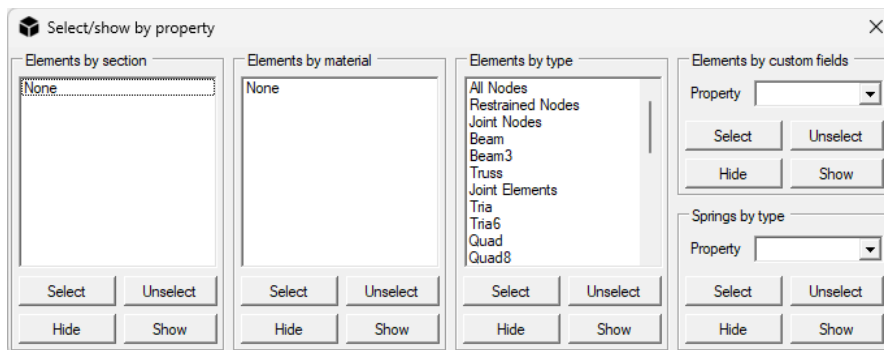 Select/show by property
Elements by section
None
Select Unselect
Hide Show
Elements by material
None
Select Unselect
Hide Show
Elements by type
All Nodes
Restrained Nodes
Joint Nodes
Beam
Beam3
Truss
Joint Elements
Tria
Tria6
Quad
Quad8
Select Unselect
Hide Show
Elements by custom fields
Property
Select Unselect
Hide Show
Springs by type
Property
Select Unselect
Hide Show